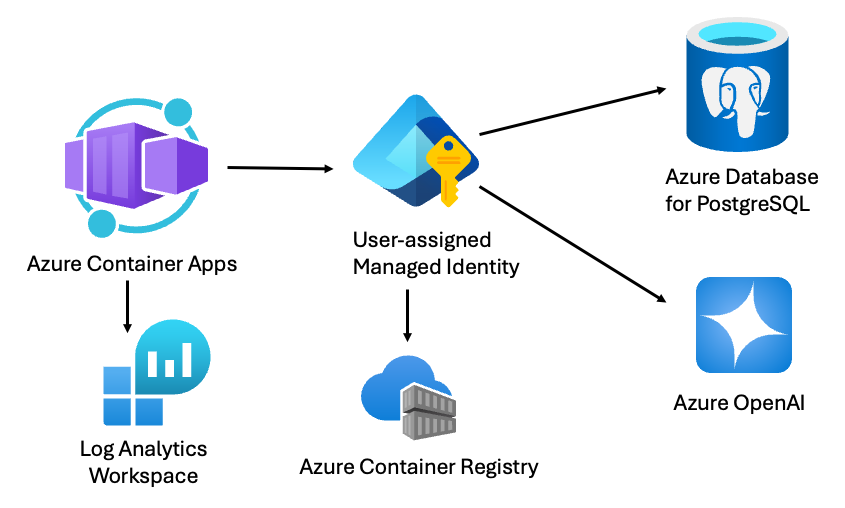 Azure Database
for PostgreSQL
User-assigned
Managed Identity
Azure Container Apps
Azure OpenAI
Log Analytics
Workspace
Azure Container Registry